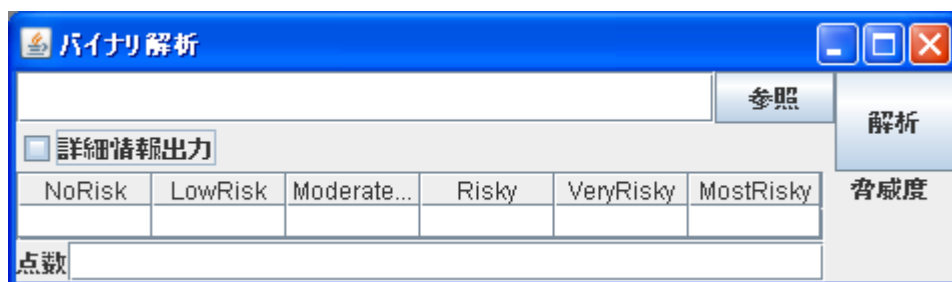 バイナリ解析
参照
解析
詳細情報出力
NoRisk LowRisk Moderate... Risky VeryRisky MostRisky
脅威度
点数